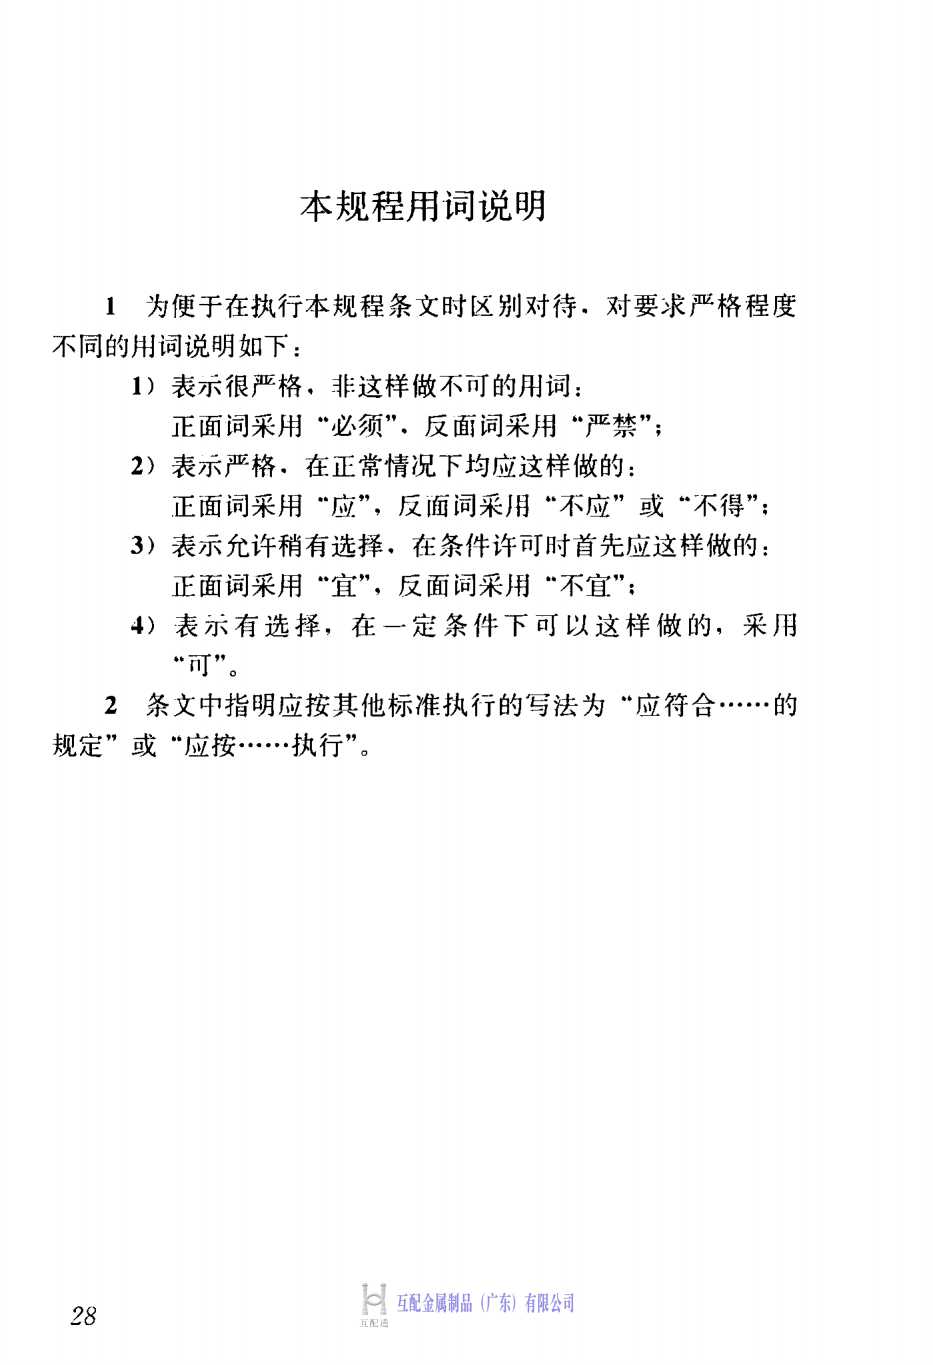 本规程用词说明
1 为便于在执行本规程条文时区别对待，对要求严格程度
不同的用词说明如下：
1）表示很严格，非这样做不可的用词：
正面词采用“必须”，反面词采用“严禁”；
2）表示严格，在正常情况下均应这样做的：
正面词采用“应”，反面词采用“不应”或“不得”；
3）表示允许稍有选择，在条件许可时首先应这样做的：
正面词采用“宜”，反面词采用“不宜”；
4）表示有选择，在一定条件下可以这样做的，采用
“可”。
2 条文中指明应按其他标准执行的写法为“应符合……的
规定”或“应按……执行”。
28
互配通
互配金属制品（广东）有限公司